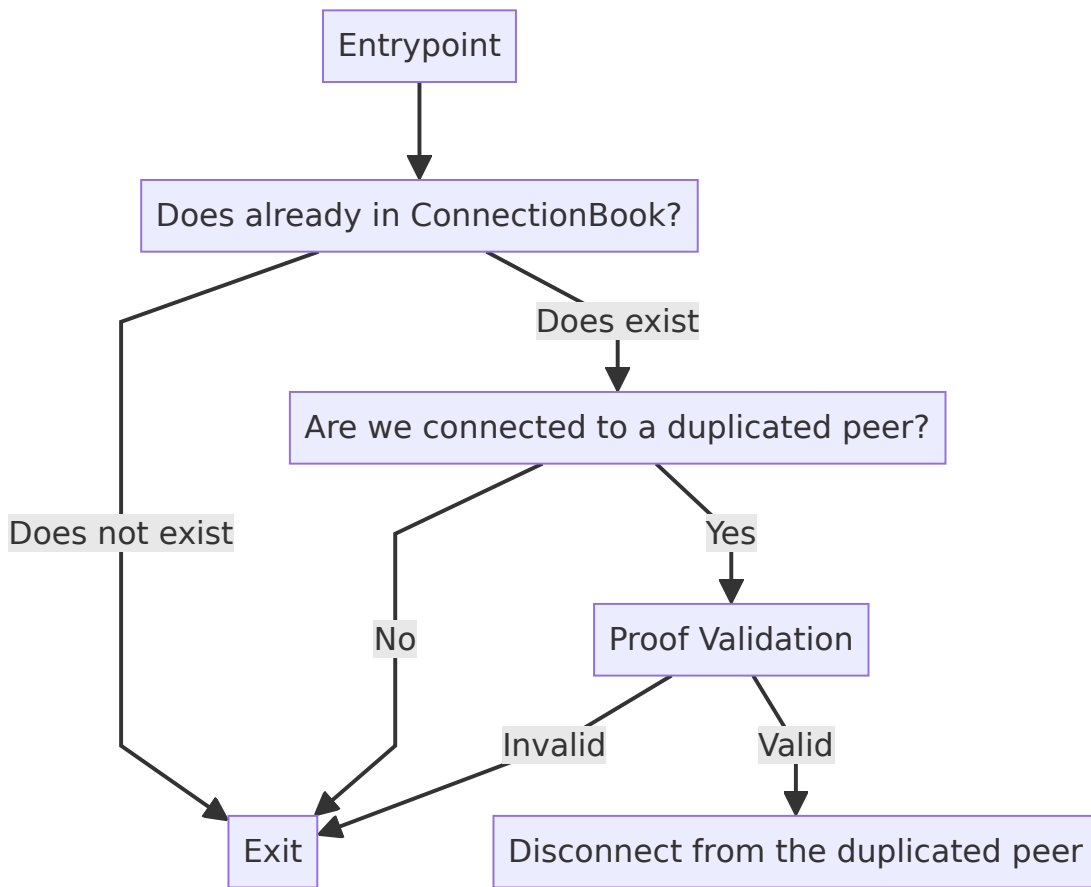 Entrypoint
Does already in ConnectionBook?
Does exist
Are we connected to a duplicated peer?
Does not exist
Yes
No
Proof Validation
Invalid
Valid
Exit
Disconnect from the duplicated peer